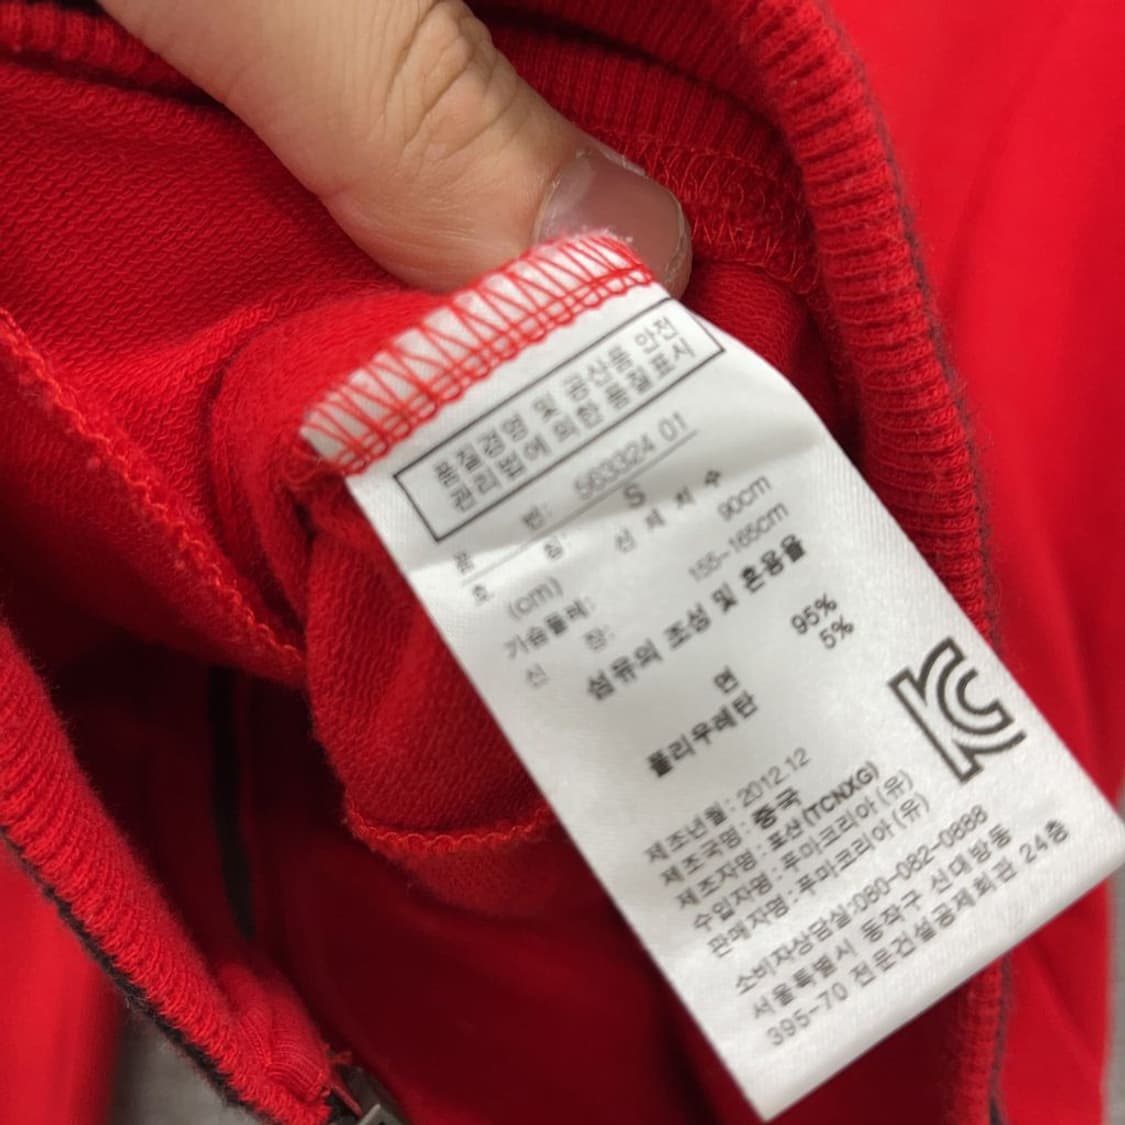 품질경영 및 공산품 안전
관리법에 의한 품질표시
품 번: 563324 01
호 칭: S
(cm) 신 체 치 수
가슴둘레: 90cm
신 장: 155-165cm
섬유의 조성 및 혼용율
면 95%
폴리우레탄 5%
제조년월: 2012.12
제조국명: 중국
제조자명: 포산(TCNXG)
수입자명: 푸마코리아(유)
판매자명: 푸마코리아(유)
소비자상담실:080-082-0888
서울특별시 동작구 신대방동
395-70 전문건설공제회관 24층